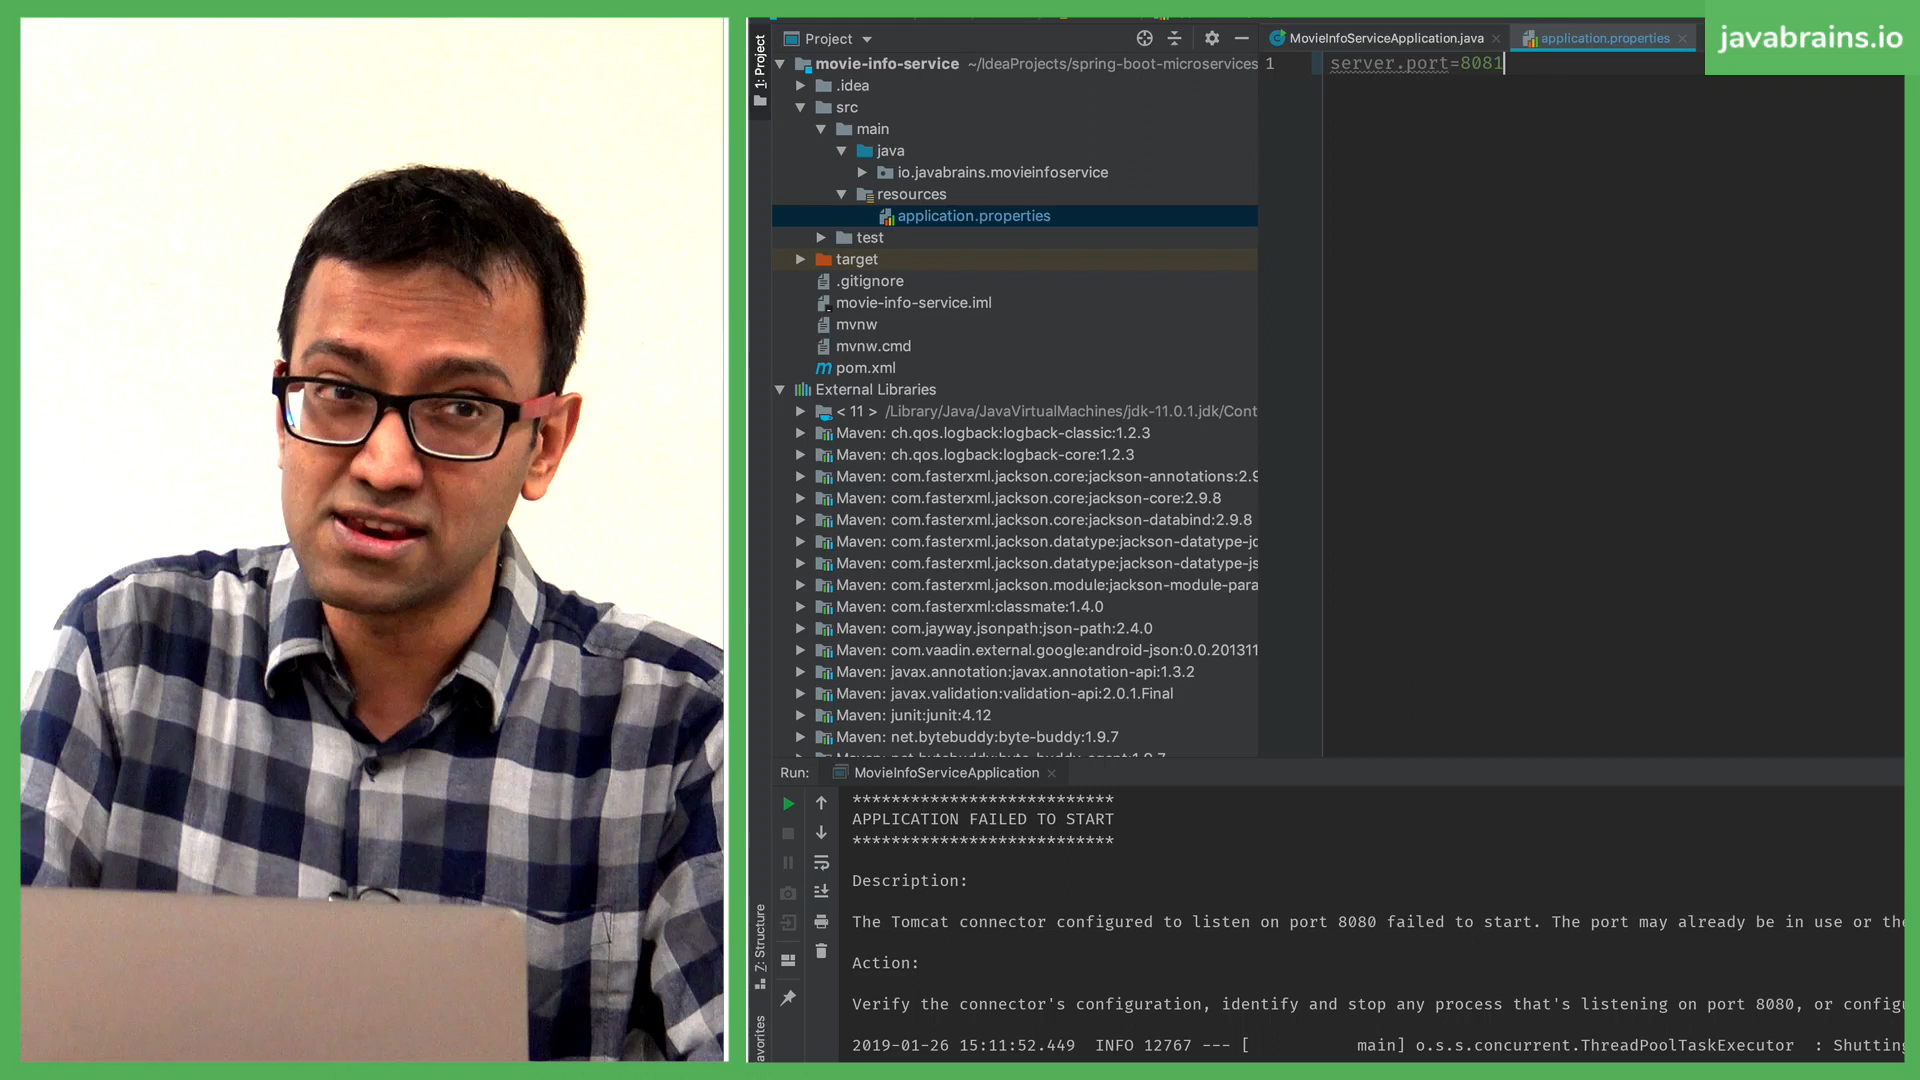 javabrains.io
1: Project
Project
MovieInfoServiceApplication.java
application.properties
movie-info-service ~/IdeaProjects/spring-boot-microservices
1
server.port=8081
.idea
src
main
java
io.javabrains.movieinfoservice
resources
application.properties
test
target
.gitignore
movie-info-service.iml
mvnw
mvnw.cmd
pom.xml
External Libraries
< 11 > /Library/Java/JavaVirtualMachines/jdk-11.0.1.jdk/Cont
Maven: ch.qos.logback:logback-classic:1.2.3
Maven: ch.qos.logback:logback-core:1.2.3
Maven: com.fasterxml.jackson.core:jackson-annotations:2.9
Maven: com.fasterxml.jackson.core:jackson-core:2.9.8
Maven: com.fasterxml.jackson.core:jackson-databind:2.9.8
Maven: com.fasterxml.jackson.datatype:jackson-datatype-jc
Maven: com.fasterxml.jackson.datatype:jackson-datatype-js
Maven: com.fasterxml.jackson.module:jackson-module-para
Maven: com.fasterxml:classmate:1.4.0
Maven: com.jayway.jsonpath:json-path:2.4.0
Maven: com.vaadin.external.google:android-json:0.0.201311
Maven: javax.annotation:javax.annotation-api:1.3.2
Maven: javax.validation:validation-api:2.0.1.Final
Maven: junit:junit:4.12
Maven: net.bytebuddy:byte-buddy:1.9.7
Run:
MovieInfoServiceApplication
***************************
APPLICATION FAILED TO START
***************************
Description:
The Tomcat connector configured to listen on port 8080 failed to start. The port may already be in use or the
Action:
Verify the connector's configuration, identify and stop any process that's listening on port 8080, or config
2019-01-26 15:11:52.449 INFO 12767 --- [ main] o.s.s.concurrent.ThreadPoolTaskExecutor : Shutting
Z: Structure
avorites